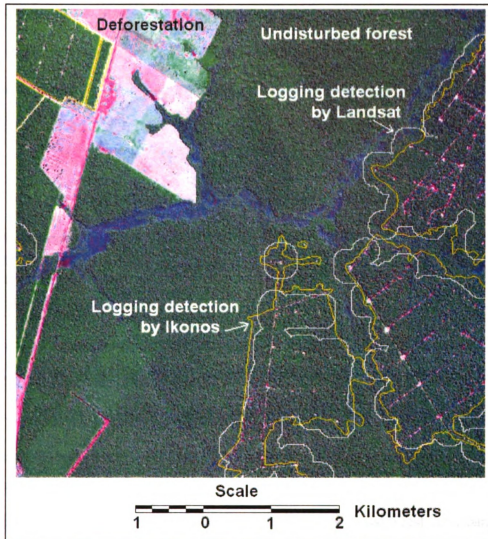 Deforestation
Undisturbed forest
Logging detection
by Landsat
Logging detection
by Ikonos
Scale
1 0 1 2 Kilometers